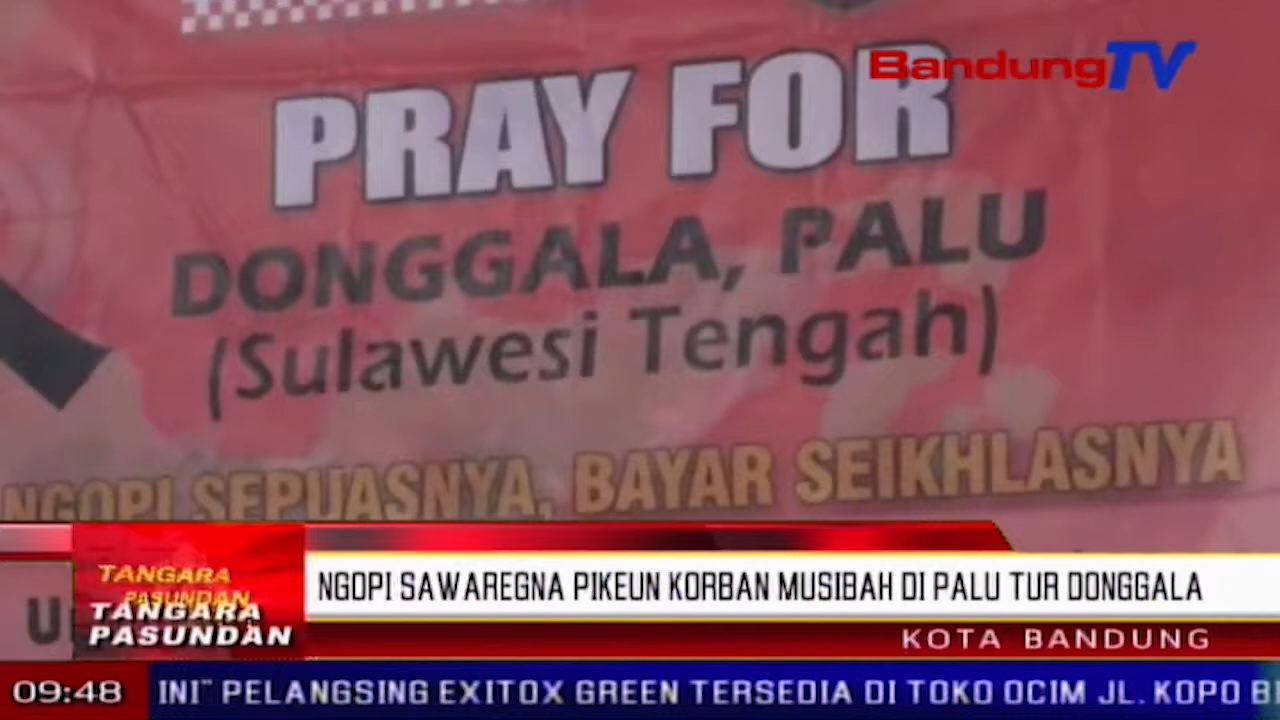 BandungTV
PRAY FOR
DONGGALA, PALU
(Sulawesi Tengah)
NGOPI SEPUASNYA, BAYAR SEIKHLASNYA
TANGARA
PASUNDAN
TANGARA
PASUNDAN
NGOPI SAWAREGNA PIKEUN KORBAN MUSIBAH DI PALU TUR DONGGALA
KOTA BANDUNG
09:48
INI" PELANGSING EXITOX GREEN TERSEDIA DI TOKO OCIM JL. KOPO